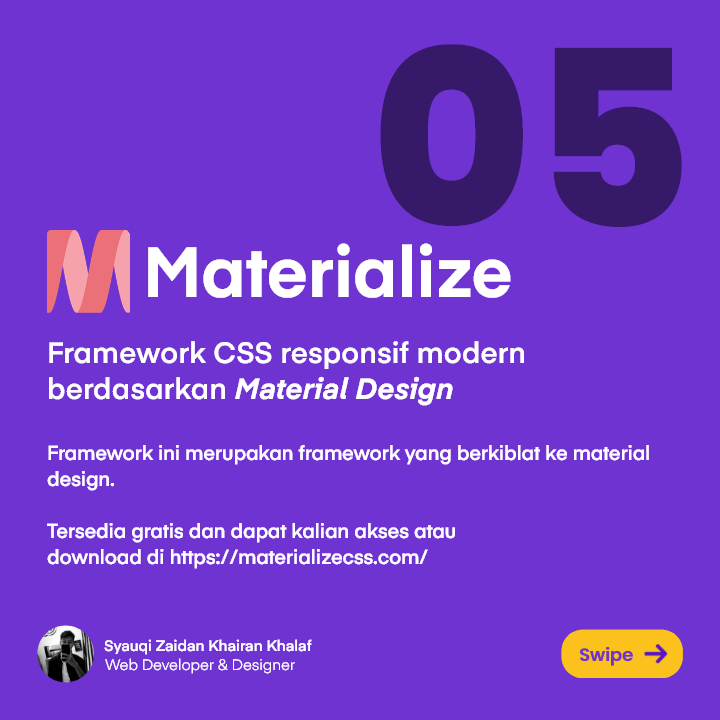 05
Materialize
Framework CSS responsif modern
berdasarkan Material Design
Framework ini merupakan framework yang berkiblat ke material
design.
Tersedia gratis dan dapat kalian akses atau
download di https://materializecss.com/
Syauqi Zaidan Khairan Khalaf
Web Developer & Designer
Swipe